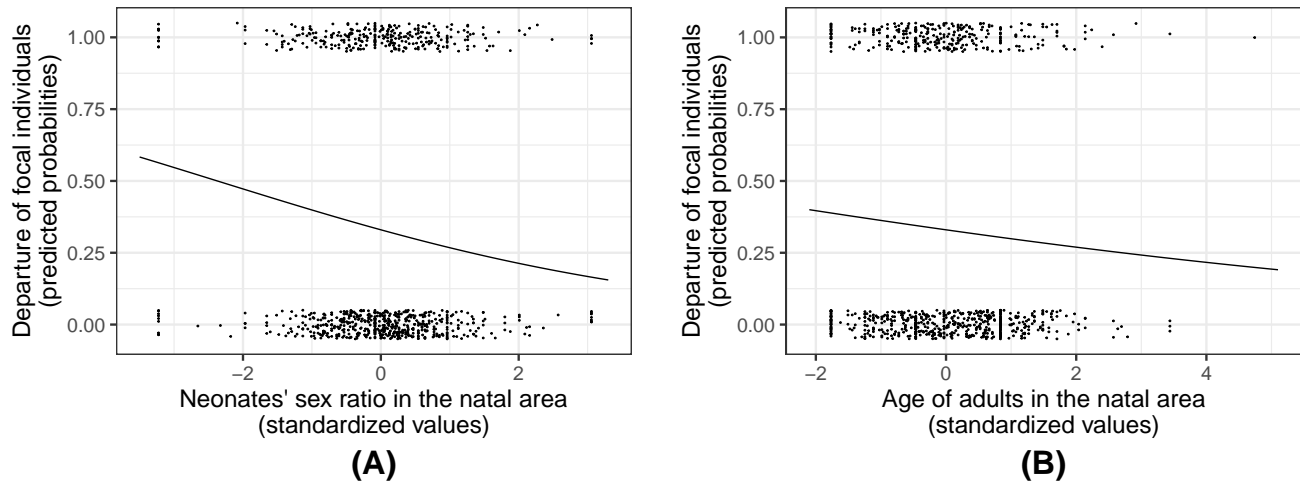 Departure of focal individuals
(predicted probabilities)
1.00
0.75
0.50
0.25
0.00
−2
0
2
Neonates' sex ratio in the natal area
(standardized values)
(A)
Departure of focal individuals
(predicted probabilities)
1.00
0.75
0.50
0.25
0.00
−2
0
2
4
Age of adults in the natal area
(standardized values)
(B)